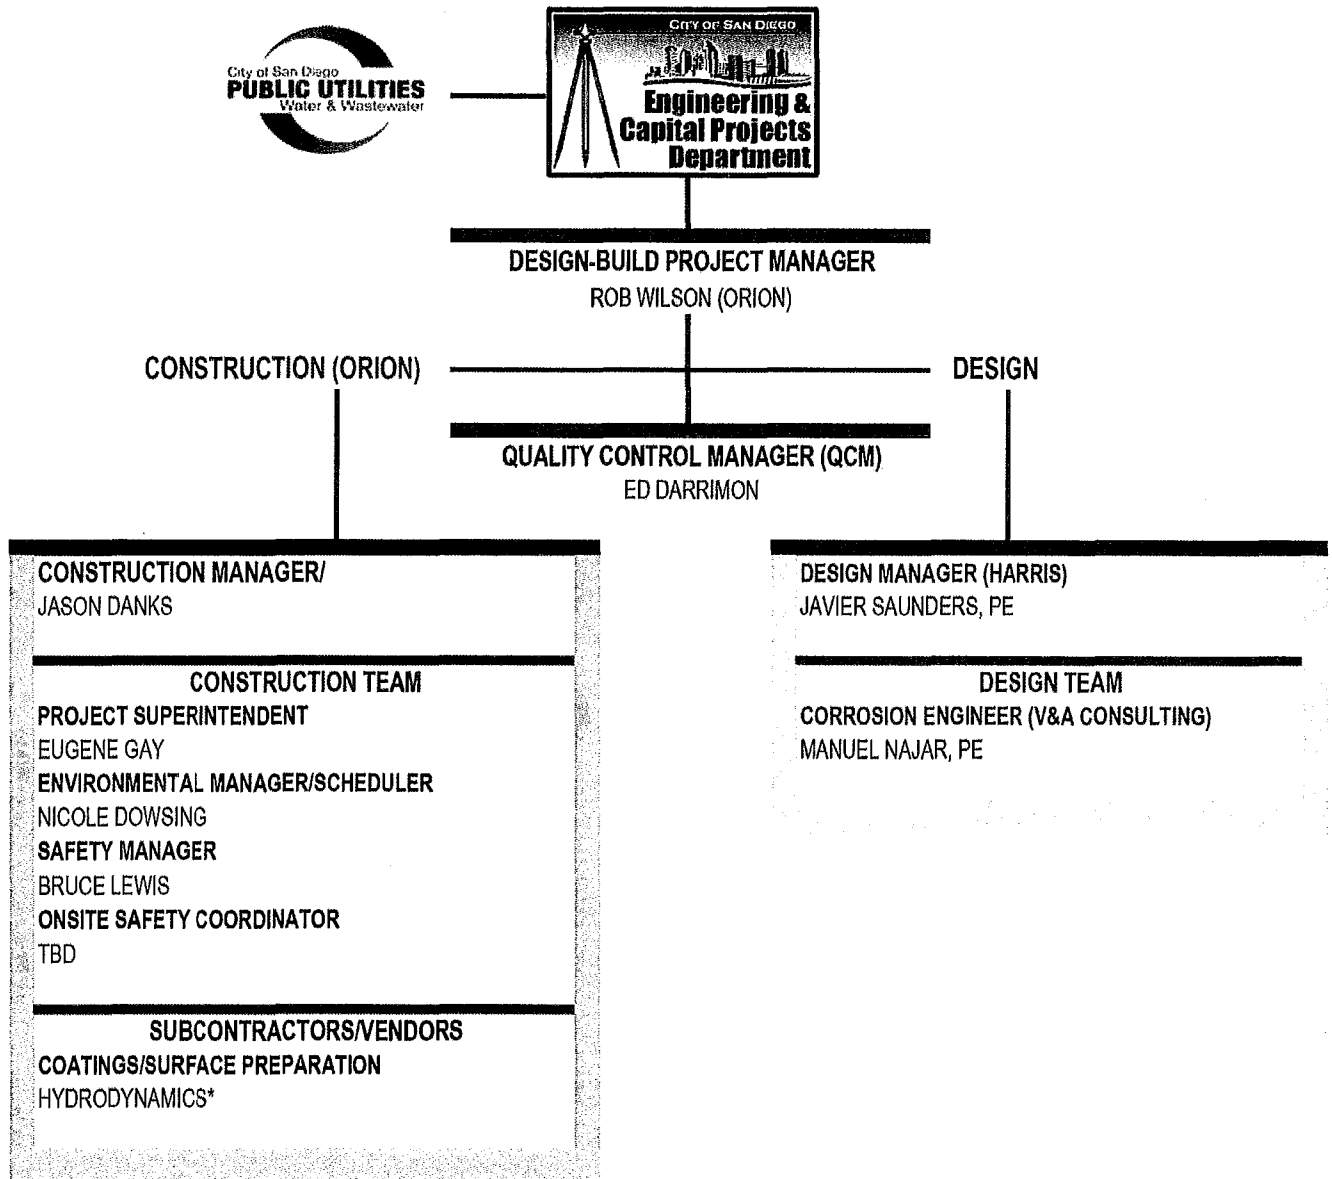 City of San Diego
PUBLIC UTILITIES
Water & Wastewater
CITY OF SAN DIEGO
Engineering &
Capital Projects
Department
DESIGN-BUILD PROJECT MANAGER
ROB WILSON (ORION)
CONSTRUCTION (ORION)
DESIGN
QUALITY CONTROL MANAGER (QCM)
ED DARRIMON
CONSTRUCTION MANAGER/
JASON DANKS
CONSTRUCTION TEAM
PROJECT SUPERINTENDENT
EUGENE GAY
ENVIRONMENTAL MANAGER/SCHEDULER
NICOLE DOWSING
SAFETY MANAGER
BRUCE LEWIS
ONSITE SAFETY COORDINATOR
TBD
SUBCONTRACTORS/VENDORS
COATINGS/SURFACE PREPARATION
HYDRODYNAMICS*
DESIGN MANAGER (HARRIS)
JAVIER SAUNDERS, PE
DESIGN TEAM
CORROSION ENGINEER (V&A CONSULTING)
MANUEL NAJAR, PE